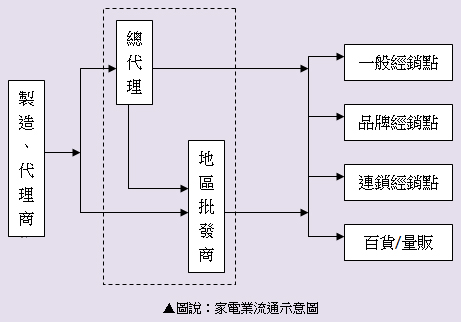 製造、代理商
總代理
地區批發商
一般經銷點
品牌經銷點
連鎖經銷點
百貨/量販
▲圖說：家電業流通示意圖